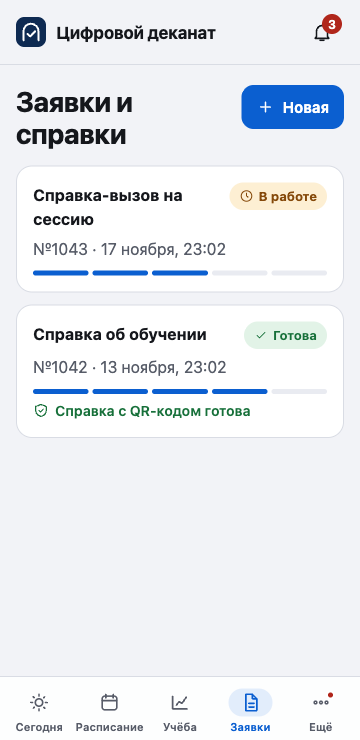 Цифровой деканат
3
Заявки и
справки
Новая
Справка-вызов на
сессию
В работе
№1043 · 17 ноября, 23:02
Справка об обучении
Готова
№1042 · 13 ноября, 23:02
Справка с QR-кодом готова
Сегодня
Расписание
Учёба
Заявки
Ещё